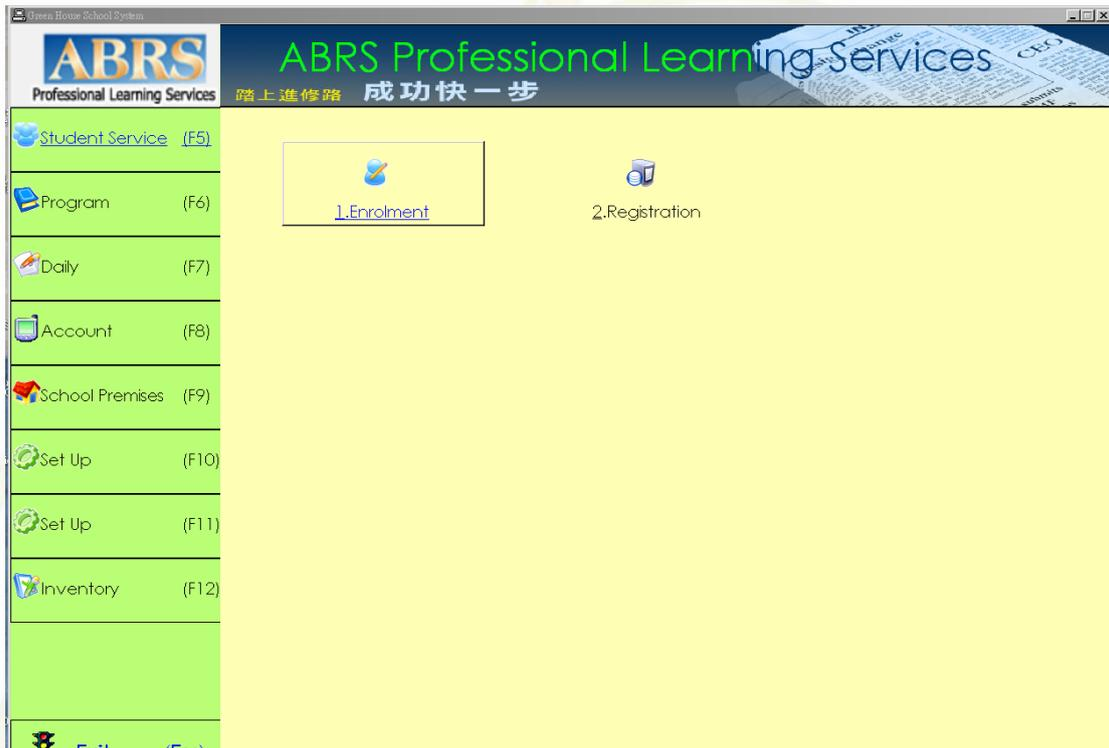 Green House School System
ABRS
Professional Learning Services
ABRS Professional Learning Services
踏上進修路 成功快一步
Student Service (F5)
Program (F6)
Daily (F7)
Account (F8)
School Premises (F9)
Set Up (F10)
Set Up (F11)
Inventory (F12)
1.Enrolment
2.Registration
CEO